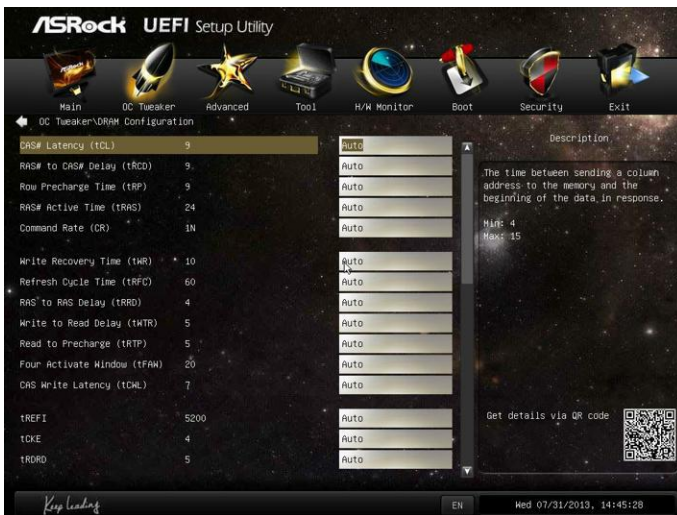 ASRock UEFI Setup Utility
ASRock
Main OC Tweaker Advanced Tool H/W Monitor Boot Security Exit
OC Tweaker\DRAM Configuration
CAS# Latency (tCL) 9 Auto
RAS# to CAS# Delay (tRCD) 9 Auto
Row Precharge Time (tRP) 9 Auto
RAS# Active Time (tRAS) 24 Auto
Command Rate (CR) 1N Auto
Write Recovery Time (tWR) 10 Auto
Refresh Cycle Time (tRFC) 60 Auto
RAS to RAS Delay (tRRD) 4 Auto
Write to Read Delay (tWTR) 5 Auto
Read to Precharge (tRTP) 5 Auto
Four Activate Window (tFAW) 20 Auto
CAS Write Latency (tCWL) 7 Auto
tREFI 5200 Auto
tCKE 4 Auto
tRDRD 5 Auto
Description
The time between sending a column
address to the memory and the
beginning of the data in response.
Min: 4
Max: 15
Get details via QR code
Keep Leading
EN
Wed 07/31/2013, 14:45:28